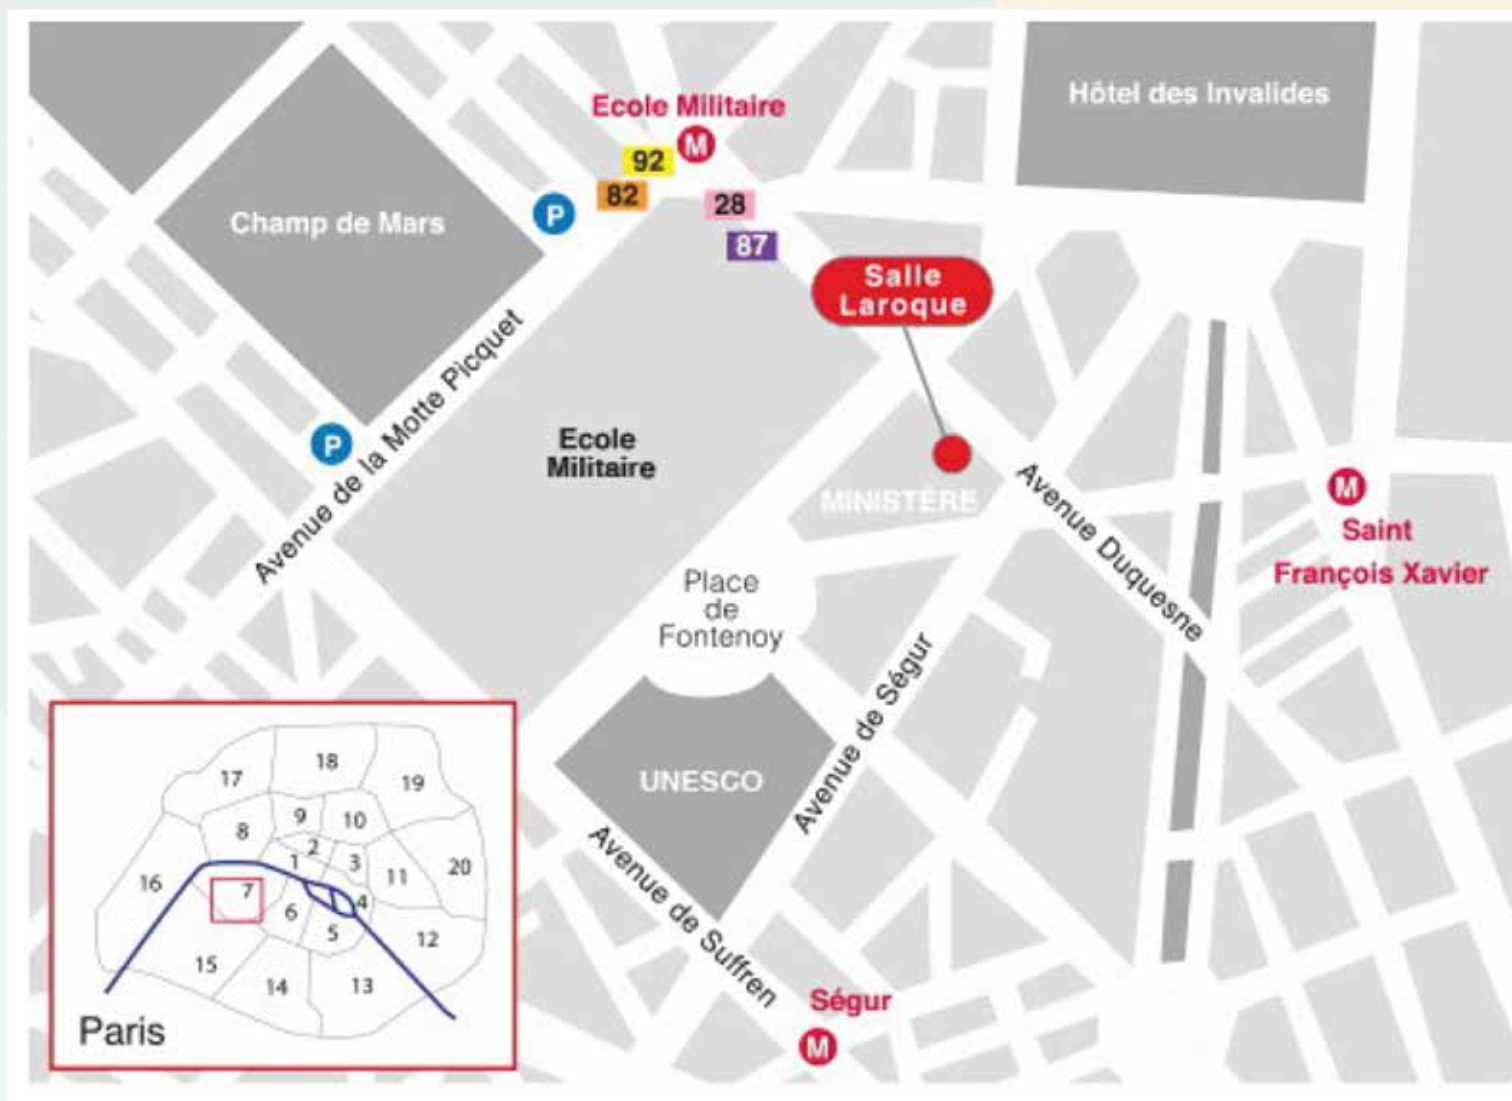 Hôtel des Invalides
Ecole Militaire
M
92
82
28
P
Champ de Mars
87
Salle
Laroque
Avenue de la Motte Picquet
P
Ecole
Militaire
MINISTÈRE
Avenue Duquesne
M
Saint
François Xavier
Place
de
Fontenoy
Avenue de Ségur
UNESCO
Avenue de Suffren
Ségur
M
17
18
19
8
9
10
2
1
3
11
20
16
7
4
6
5
12
15
14
13
Paris